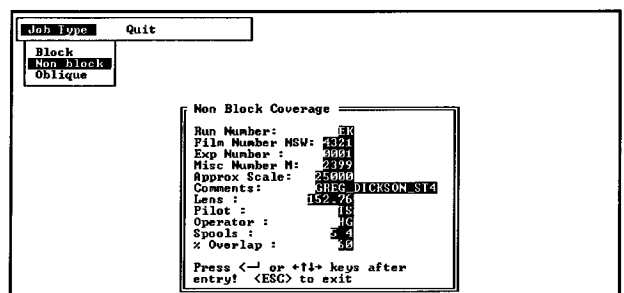 Job Type Quit
Block
Non block
Oblique
Non Block Coverage
Run Number: EK
Film Number NSW: 4321
Exp Number : 0001
Misc Number M: 2399
Approx Scale: 25000
Comments: GREG_DICKSON_ST4
Lens : 152.76
Pilot : IS
Operator : HG
Spools : 4
% Overlap : 60
Press <─┘ or ←↑↓→ keys after
entry! <ESC> to exit